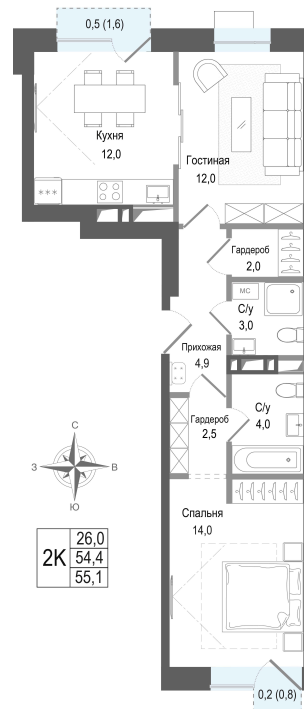 0,5 (1,6)
Кухня
12,0
Гостиная
12,0
***
Гардероб
2,0
МС
С/у
3,0
Прихожая
4,9
Гардероб
2,5
С/у
4,0
С
З
В
Ю
Спальня
14,0
2K
26,0
54,4
55,1
0,2 (0,8)